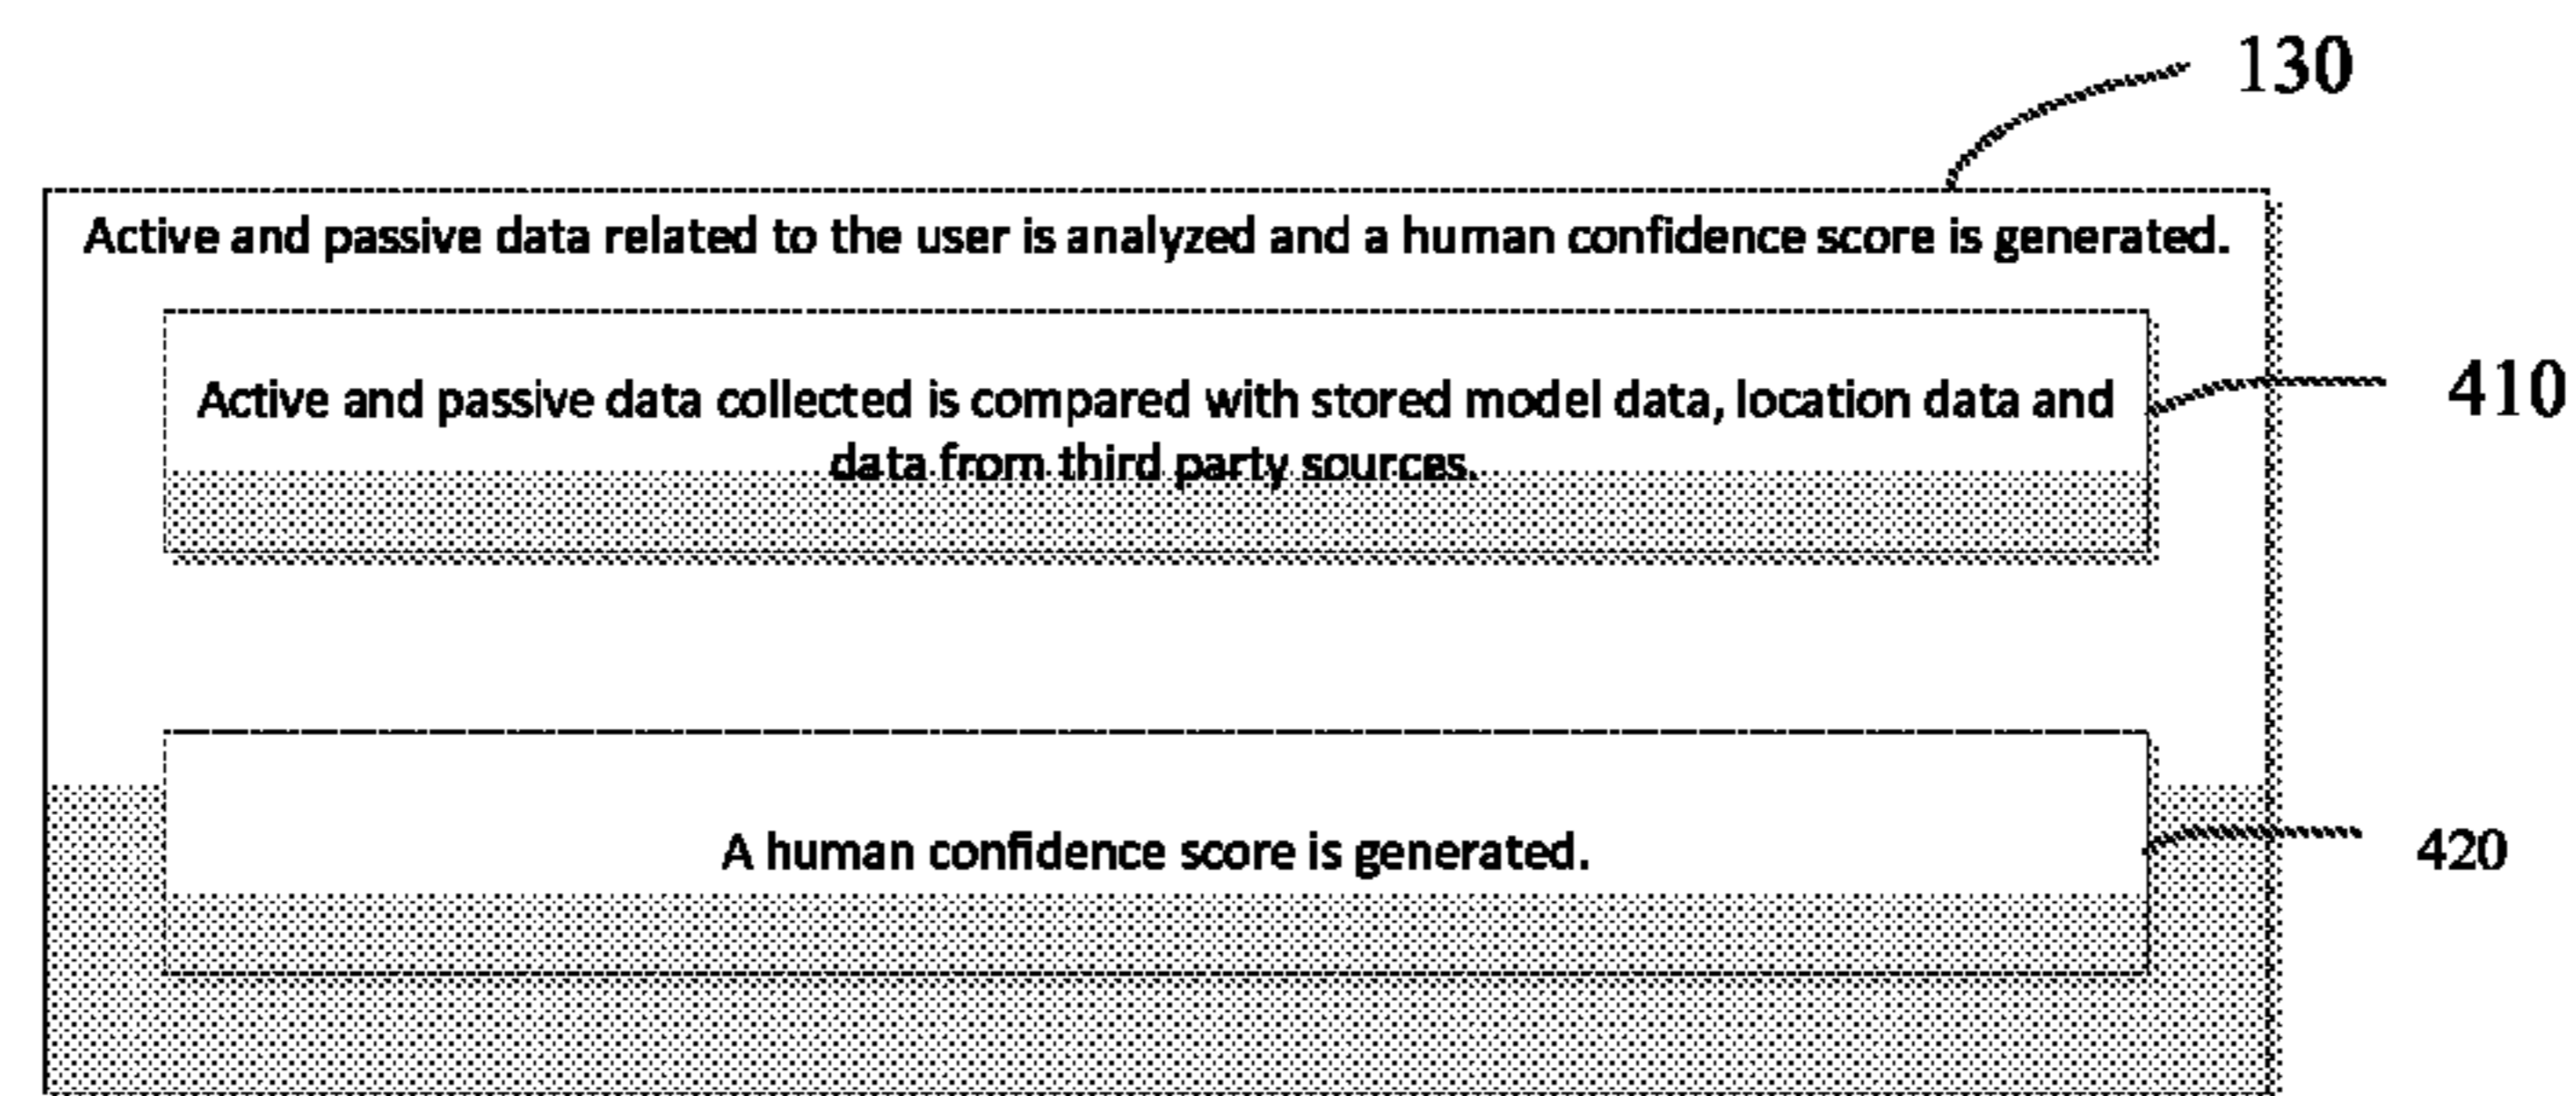 130
Active and passive data related to the user is analyzed and a human confidence score is generated.
Active and passive data collected is compared with stored model data, location data and
data from third party sources.
410
A human confidence score is generated.
420